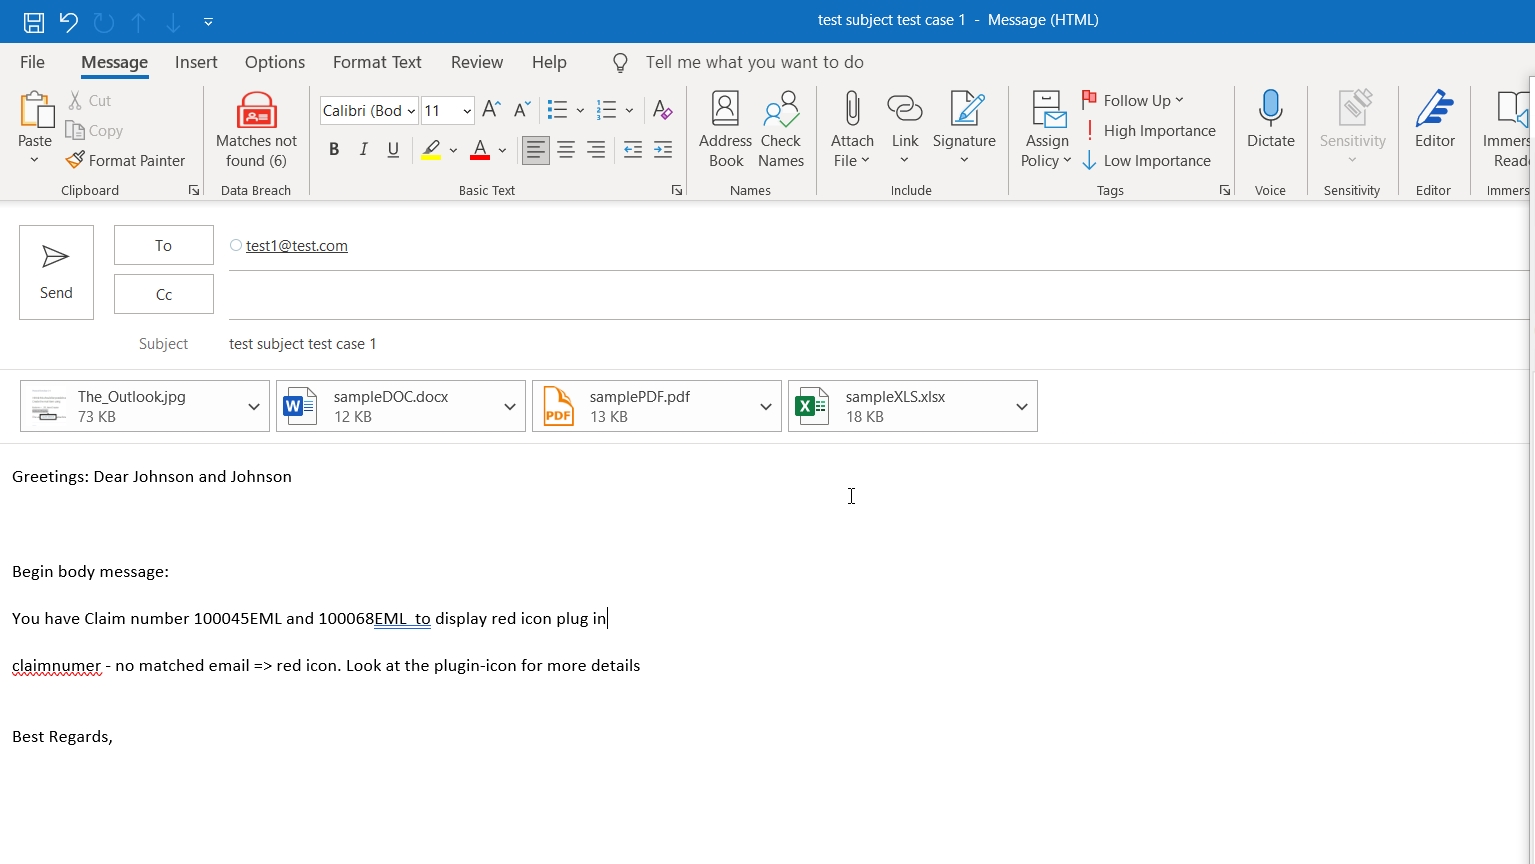 test subject test case 1 - Message (HTML)
File Message Insert Options Format Text Review Help Tell me what you want to do
Paste
Cut
Copy
Format Painter
Clipboard
Matches not
found (6)
Data Breach
Calibri (Bod 11
B I U A
Basic Text
Address
Book
Check
Names
Names
Attach
File
Link
Signature
Include
Assign
Policy
Follow Up
High Importance
Low Importance
Tags
Dictate
Voice
Sensitivity
Sensitivity
Editor
Editor
Immers
Read
Immers
Send
To test1@test.com
Cc
Subject test subject test case 1
The_Outlook.jpg
73 KB
sampleDOC.docx
12 KB
PDF
samplePDF.pdf
13 KB
sampleXLS.xlsx
18 KB
Greetings: Dear Johnson and Johnson
Begin body message:
You have Claim number 100045EML and 100068EML  to display red icon plug in
claimnumer - no matched email => red icon. Look at the plugin-icon for more details
Best Regards,